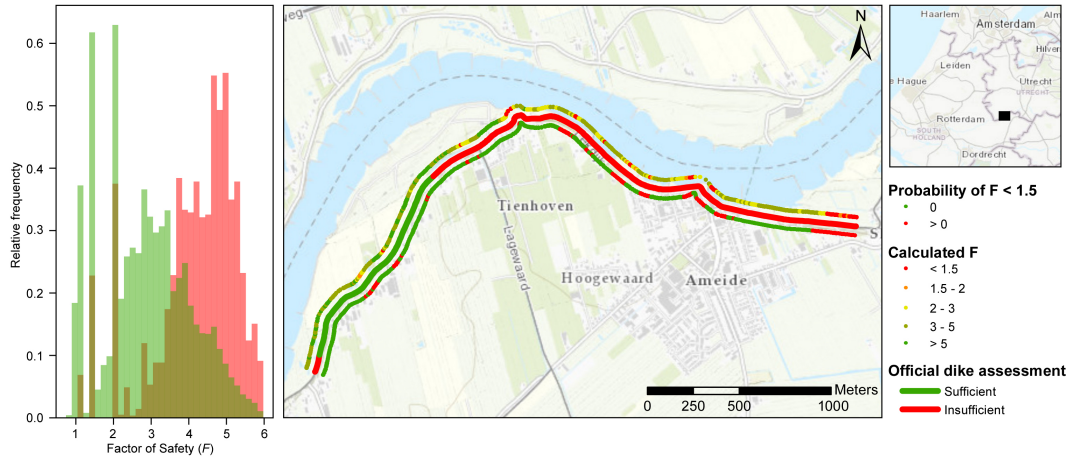 0.6
0.5
0.4
0.3
0.2
0.1
0.0
Relative frequency
1 2 3 4 5 6
Factor of Safety (F)
weg
N
Tienhoven
Lagewaard
Hoogewaard
Ameide
S
Meters
0 250 500 1000
Haarlem
Amsterdam
Alm
Hilver
Leiden
e Hague
Utrecht
UTRECHT
Rotterdam
SOUTH
HOLLAND
Dordrecht
Probability of F < 1.5
0
> 0
Calculated F
< 1.5
1.5 - 2
2 - 3
3 - 5
> 5
Official dike assessment
Sufficient
Insufficient